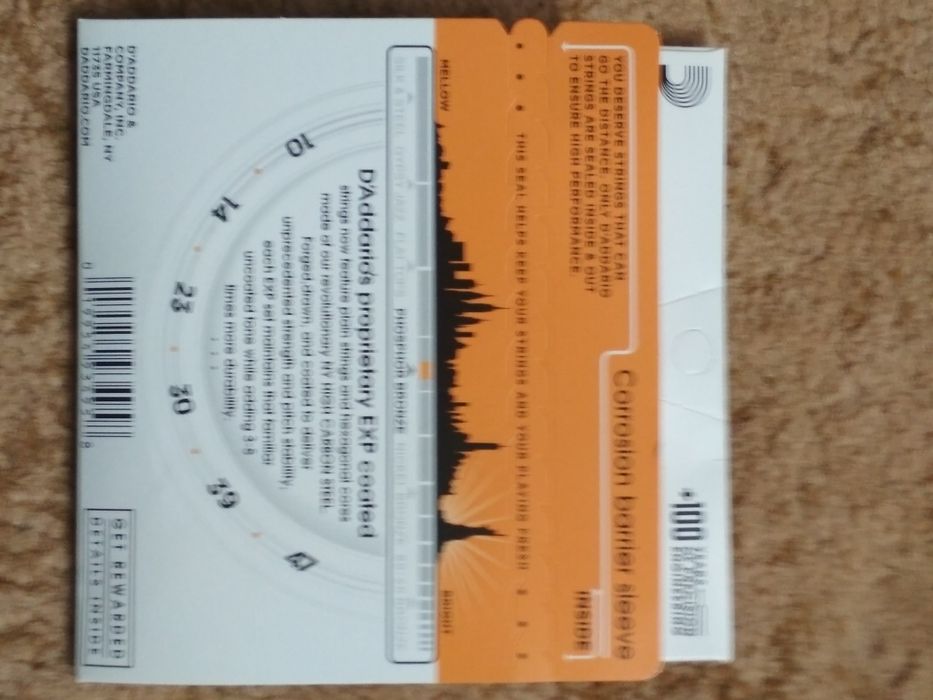 +100
YOU DESERVE STRINGS THAT CAN
GO THE DISTANCE. ONLY D'ADDARIO
STRINGS ARE SEALED INSIDE & OUT
TO ENSURE HIGH PERFORMANCE.
Corrosion barrier sleeve
INSIDE
THIS SEAL HELPS KEEP YOUR STRINGS AND YOUR PLAYING FRESH
MELLOW
BRIGHT
PHOSPHOR BRONZE
D'Addario's proprietary EXP coated
strings now feature plain strings and hexagonal cores
made of our revolutionary NY HIGH CARBON STEEL.
Forged, drawn, and coated to deliver
unprecedented strength and pitch stability,
each EXP set maintains that familiar
uncoated tone while adding 3-8
times more durability.
10
14
23
30
39
47
D'ADDARIO &
COMPANY, INC.
FARMINGDALE, NY
11735 USA
DADDARIO.COM
GET REWARDED
DETAILS INSIDE